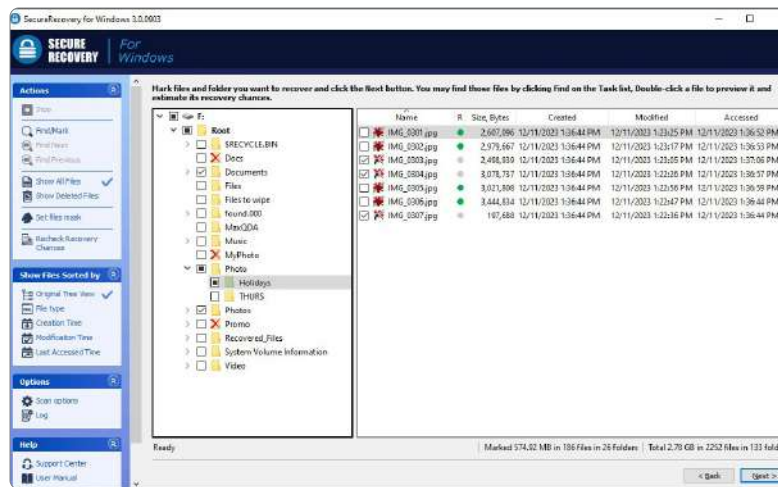 SecureRecovery for Windows 3.0.0903
SECURE
RECOVERY
For
Windows
Actions
Stop
Find/Mark
Find Next
Find Previous
Show All Files
Show Deleted Files
Set files mask
Recheck Recovery
Chances
Show Files Sorted by
Original Tree View
File type
Creation Time
Modification Time
Last Accessed Time
Options
Scan options
Log
Help
Support Center
User Manual
Mark files and folder you want to recover and click the Next button. You may find those files by clicking find on the Task list, Double-click a file to preview it and
estimate its recovery chances.
F:
Root
$RECYCLE.BIN
Docs
Documents
Files
Files to wipe
found.000
MaxQDA
Music
MyPhoto
Photo
Holidays
THURS
Photos
Promo
Recovered_Files
System Volume Information
Video
Name R Size, Bytes Created Modified Accessed
IMG_0301.jpg 2,607,096 12/11/2023 1:36:44 PM 12/11/2023 1:23:25 PM 12/11/2023 1:36:52 PM
IMG_0302.jpg 2,979,667 12/11/2023 1:36:44 PM 12/11/2023 1:23:17 PM 12/11/2023 1:36:53 PM
IMG_0303.jpg 2,498,939 12/11/2023 1:36:44 PM 12/11/2023 1:23:05 PM 12/11/2023 1:37:06 PM
IMG_0304.jpg 3,078,737 12/11/2023 1:36:44 PM 12/11/2023 1:22:26 PM 12/11/2023 1:36:57 PM
IMG_0305.jpg 3,021,806 12/11/2023 1:36:44 PM 12/11/2023 1:22:56 PM 12/11/2023 1:36:59 PM
IMG_0306.jpg 3,444,834 12/11/2023 1:36:44 PM 12/11/2023 1:22:47 PM 12/11/2023 1:36:44 PM
IMG_0307.jpg 107,688 12/11/2023 1:36:44 PM 12/11/2023 1:22:36 PM 12/11/2023 1:36:44 PM
Ready
Marked 574.92 MB in 186 files in 26 folders
Total 2.78 GB in 2252 files in 133 fold
< Back
Next >